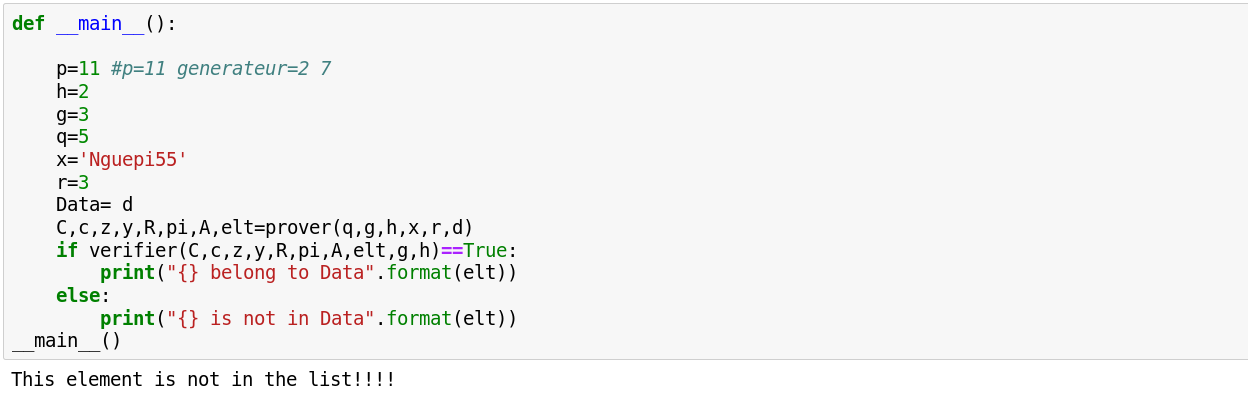 def __main__():
p=11 #p=11 generateur=2 7
h=2
g=3
q=5
x='Nguepi55'
r=3
Data= d
C,c,z,y,R,pi,A,elt=prover(q,g,h,x,r,d)
if verifier(C,c,z,y,R,pi,A,elt,g,h)==True:
print("{} belong to Data".format(elt))
else:
print("{} is not in Data".format(elt))
__main__()
This element is not in the list!!!!